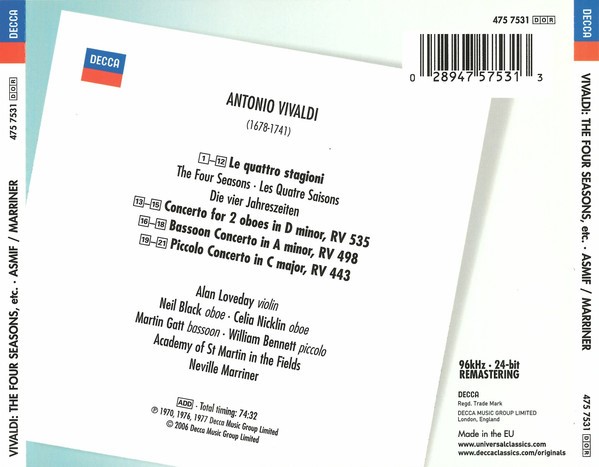 DECCA
475 7531 DOR
VIVALDI: THE FOUR SEASONS, etc. · ASMIF / MARRINER
DECCA
ANTONIO VIVALDI
(1678-1741)
1–12 Le quattro stagioni
The Four Seasons · Les Quatre Saisons
Die vier Jahreszeiten
13–15 Concerto for 2 oboes in D minor, RV 535
16–18 Bassoon Concerto in A minor, RV 498
19–21 Piccolo Concerto in C major, RV 443
Alan Loveday violin
Neil Black oboe · Celia Nicklin oboe
Martin Gatt bassoon · William Bennett piccolo
Academy of St Martin in the Fields
Neville Marriner
ADD · Total timing: 74:32
℗ 1970, 1976, 1977 Decca Music Group Limited
© 2006 Decca Music Group Limited
475 7531 DOR
0 28947 57531 3
96kHz · 24-bit
REMASTERING
DECCA
Regd. Trade Mark
DECCA MUSIC GROUP LIMITED
London, England
Made in the EU
www.universalclassics.com
www.deccaclassics.com/originals
DECCA
VIVALDI: THE FOUR SEASONS, etc. · ASMIF / MARRINER
475 7531 DOR